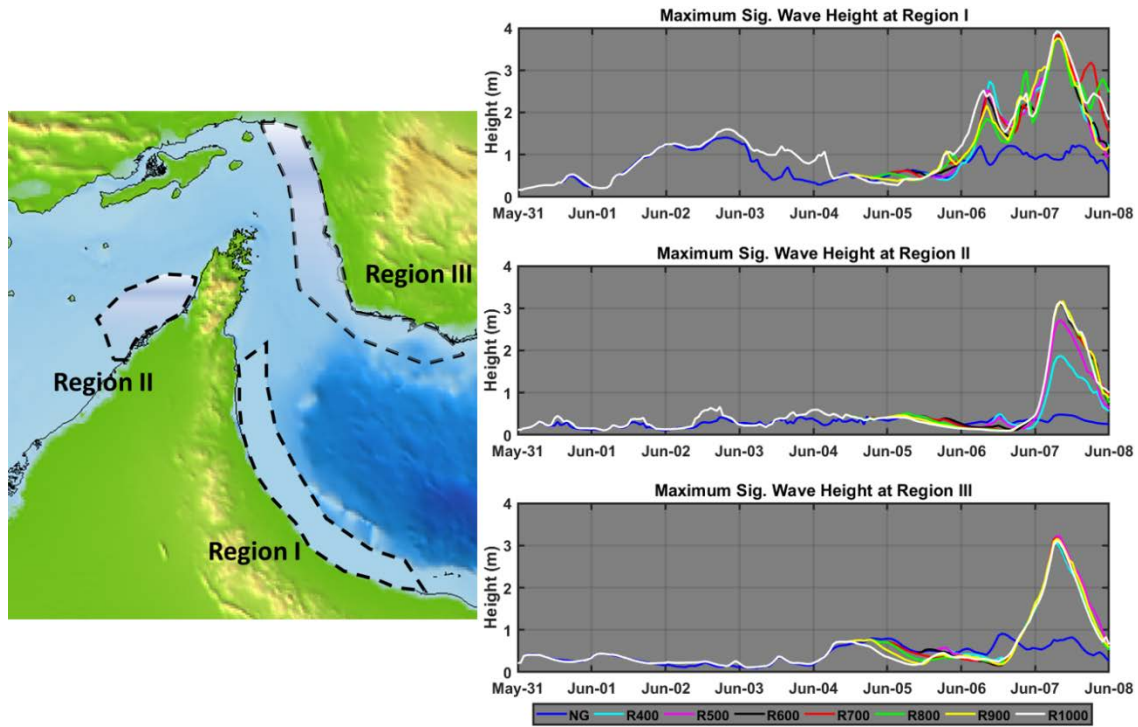 Region III
Region II
Region I
Maximum Sig. Wave Height at Region I
Height (m)
4
3
2
1
0
May-31 Jun-01 Jun-02 Jun-03 Jun-04 Jun-05 Jun-06 Jun-07 Jun-08
Maximum Sig. Wave Height at Region II
Height (m)
4
3
2
1
0
May-31 Jun-01 Jun-02 Jun-03 Jun-04 Jun-05 Jun-06 Jun-07 Jun-08
Maximum Sig. Wave Height at Region III
Height (m)
4
3
2
1
0
May-31 Jun-01 Jun-02 Jun-03 Jun-04 Jun-05 Jun-06 Jun-07 Jun-08
NG R400 R500 R600 R700 R800 R900 R1000